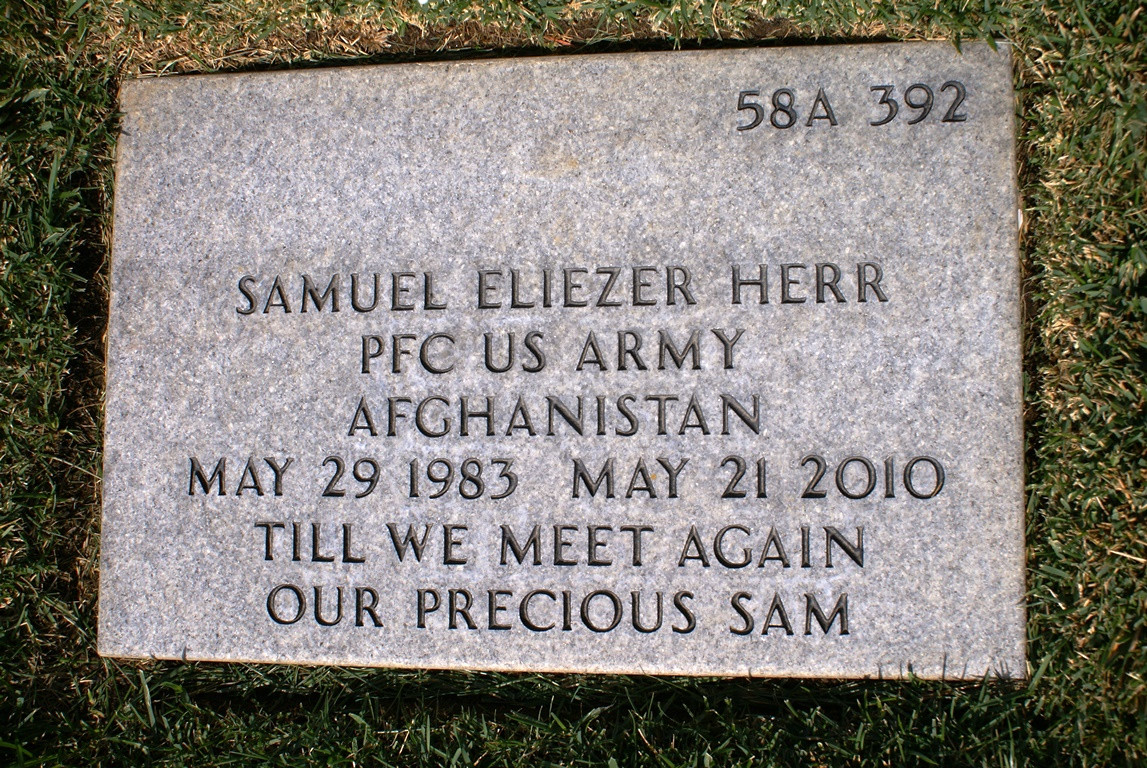 58A 392
SAMUEL ELIEZER HERR
PFC US ARMY
AFGHANISTAN
MAY 29 1983 MAY 21 2010
TILL WE MEET AGAIN
OUR PRECIOUS SAM